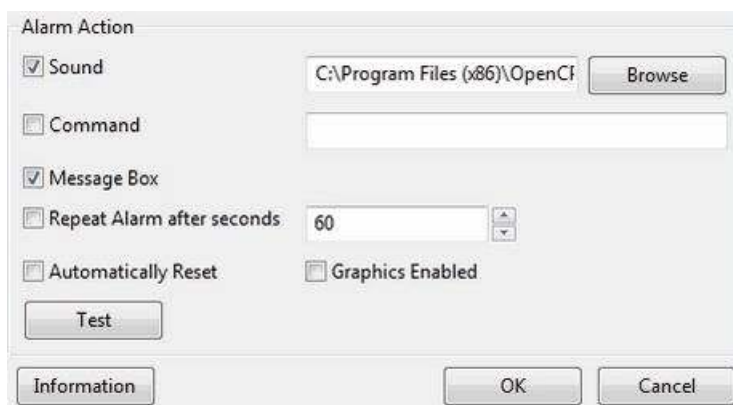 Alarm Action
Sound
C:\Program Files (x86)\OpenCP
Browse
Command
Message Box
Repeat Alarm after seconds
60
Automatically Reset
Graphics Enabled
Test
Information
OK
Cancel